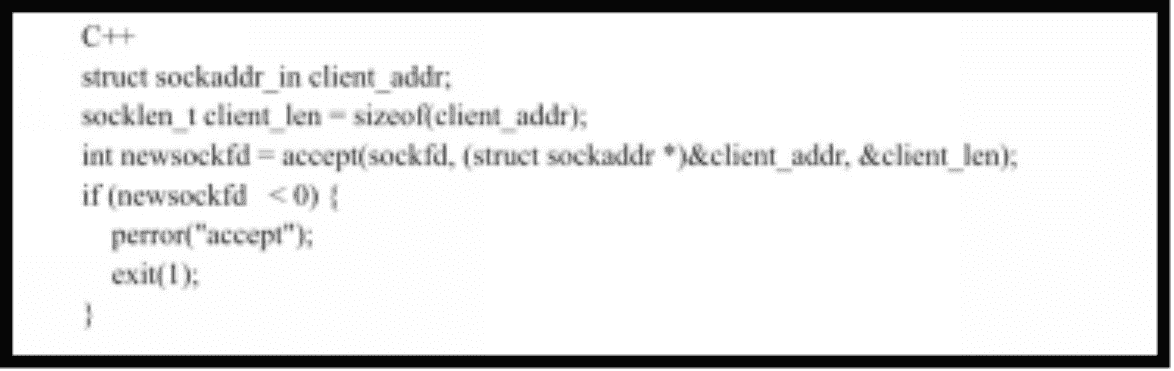 C++
struct sockaddr_in client_addr;
socklen_t client_len = sizeof(client_addr);
int newsockfd = accept(sockfd, (struct sockaddr *)&client_addr, &client_len);
if (newsockfd < 0) {
perror("accept");
exit(1);
}